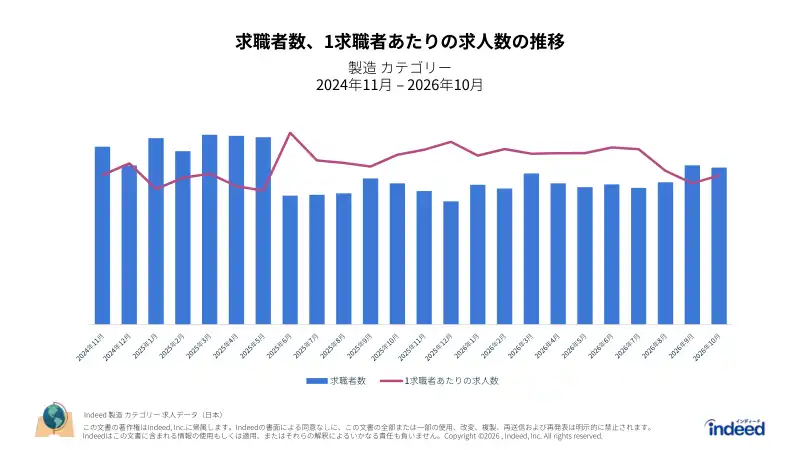 求職者数、1求職者あたりの求人数の推移
製造 カテゴリー
2024年11月 – 2026年10月
2024年11月
2024年12月
2025年1月
2025年2月
2025年3月
2025年4月
2025年5月
2025年6月
2025年7月
2025年8月
2025年9月
2025年10月
2025年11月
2025年12月
2026年1月
2026年2月
2026年3月
2026年4月
2026年5月
2026年6月
2026年7月
2026年8月
2026年9月
2026年10月
求職者数
1求職者あたりの求人数
Indeed 製造 カテゴリー 求人データ（日本）
この文書の著作権はIndeed, Inc.に帰属します。Indeedの書面による同意なしに、この文書の全部または一部の使用、改変、複製、再送信および再発表は明示的に禁止されます。
Indeedはこの文書に含まれる情報の使用もしくは適用、またはそれらの解釈によるいかなる責任も負いません。Copyright ©2026 , Indeed, Inc. All rights reserved.
インディード
indeed